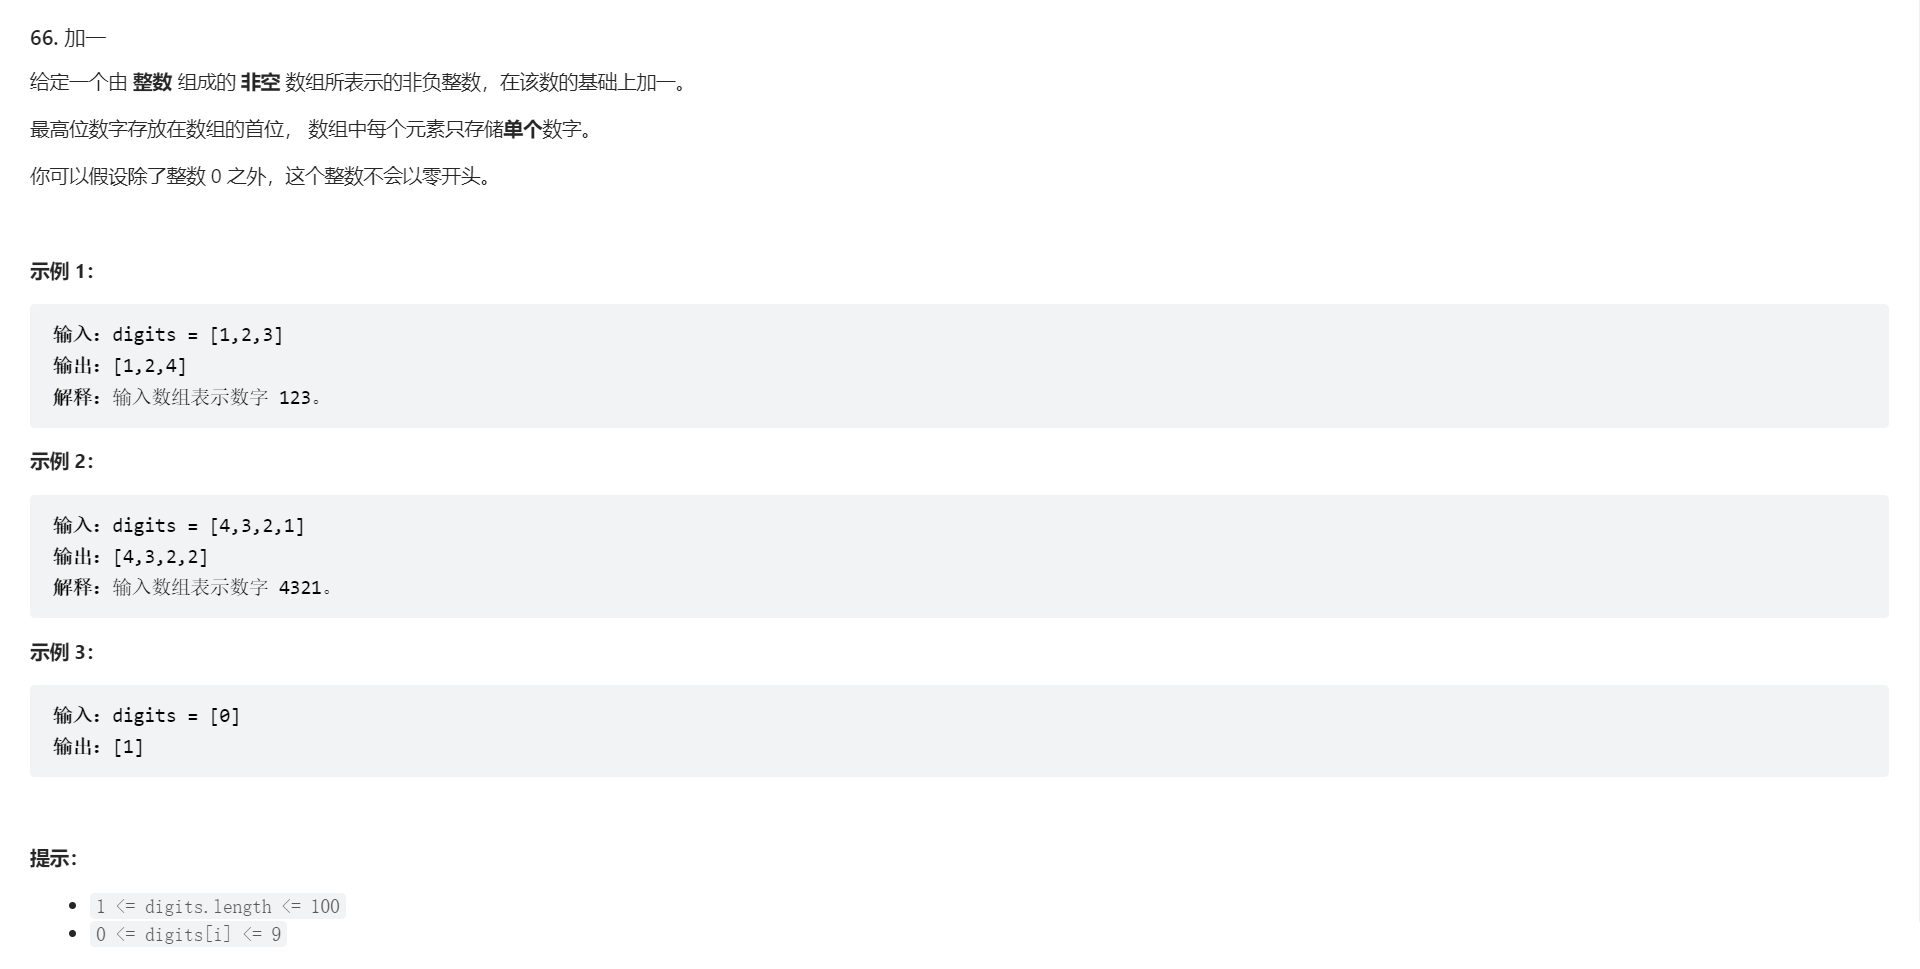 66. 加一
给定一个由 整数 组成的 非空 数组所表示的非负整数，在该数的基础上加一。
最高位数字存放在数组的首位， 数组中每个元素只存储单个数字。
你可以假设除了整数 0 之外，这个整数不会以零开头。
示例 1：
输入：digits = [1,2,3]
输出：[1,2,4]
解释：输入数组表示数字 123。
示例 2：
输入：digits = [4,3,2,1]
输出：[4,3,2,2]
解释：输入数组表示数字 4321。
示例 3：
输入：digits = [0]
输出：[1]
提示：
1 <= digits.length <= 100
0 <= digits[i] <= 9